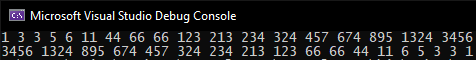 Microsoft Visual Studio Debug Console
1 3 3 5 6 11 44 66 66 123 213 234 324 457 674 895 1324 3456
3456 1324 895 674 457 324 234 213 123 66 66 44 11 6 5 3 3 1